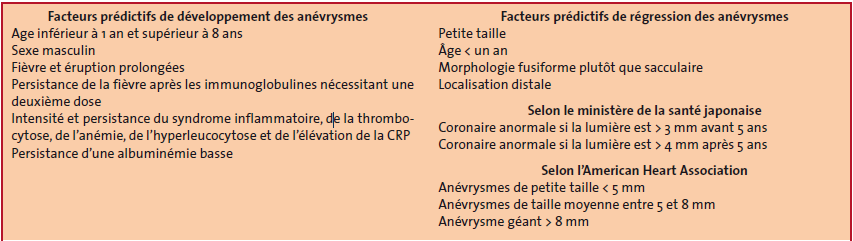 Facteurs prédictifs de développement des anévrysmes
Age inférieur à 1 an et supérieur à 8 ans
Sexe masculin
Fièvre et éruption prolongées
Persistance de la fièvre après les immunoglobulines nécessitant une
deuxième dose
Intensité et persistance du syndrome inflammatoire, de la thrombo-
cytose, de l'anémie, de l'hyperleucocytose et de l'élévation de la CRP
Persistance d'une albuminémie basse
Facteurs prédictifs de régression des anévrysmes
Petite taille
Âge < un an
Morphologie fusiforme plutôt que sacculaire
Localisation distale
Selon le ministère de la santé japonaise
Coronaire anormale si la lumière est > 3 mm avant 5 ans
Coronaire anormale si la lumière est > 4 mm après 5 ans
Selon l'American Heart Association
Anévrysmes de petite taille < 5 mm
Anévrysmes de taille moyenne entre 5 et 8 mm
Anévrysme géant > 8 mm